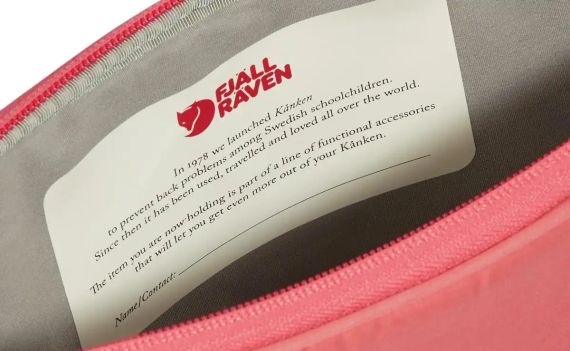 FJÄLL
RÄVEN
In 1978 we launched Kånken
to prevent back problems among Swedish schoolchildren.
Since then it has been used, travelled and loved all over the world.
The item you are now holding is part of a line of functional accessories
that will let you get even more out of your Kånken.
Name/Contact: